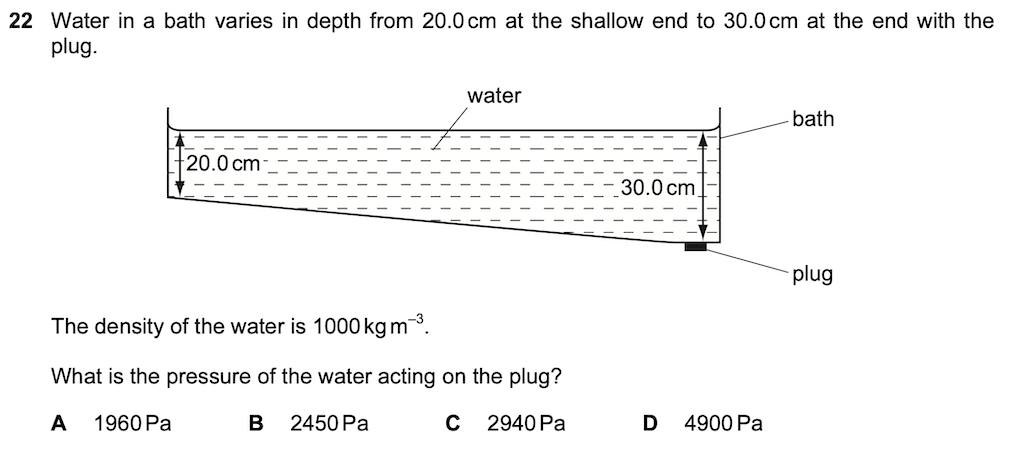 22 Water in a bath varies in depth from 20.0 cm at the shallow end to 30.0 cm at the end with the
plug.
water
bath
20.0 cm
30.0 cm
plug
The density of the water is 1000 kg m⁻³.
What is the pressure of the water acting on the plug?
A 1960 Pa B 2450 Pa C 2940 Pa D 4900 Pa